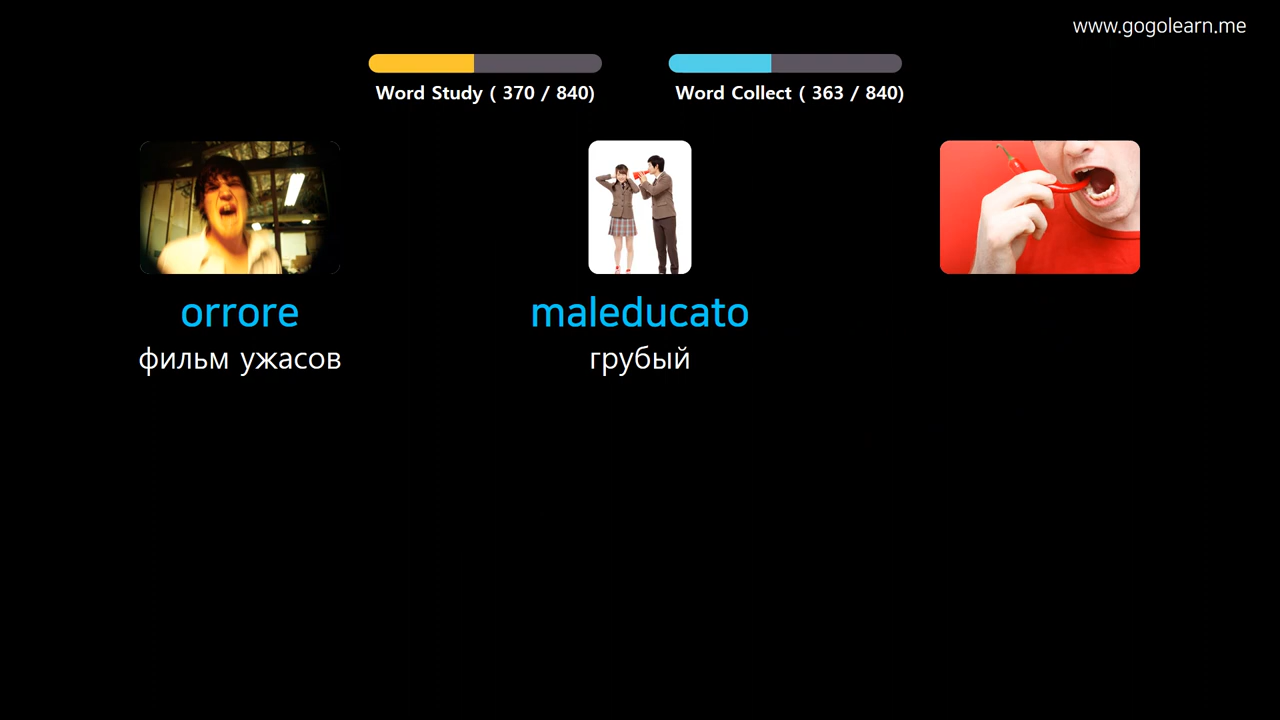 www.gogolearn.me
Word Study ( 370 / 840)
Word Collect ( 363 / 840)
orrore
фильм ужасов
maleducato
грубый